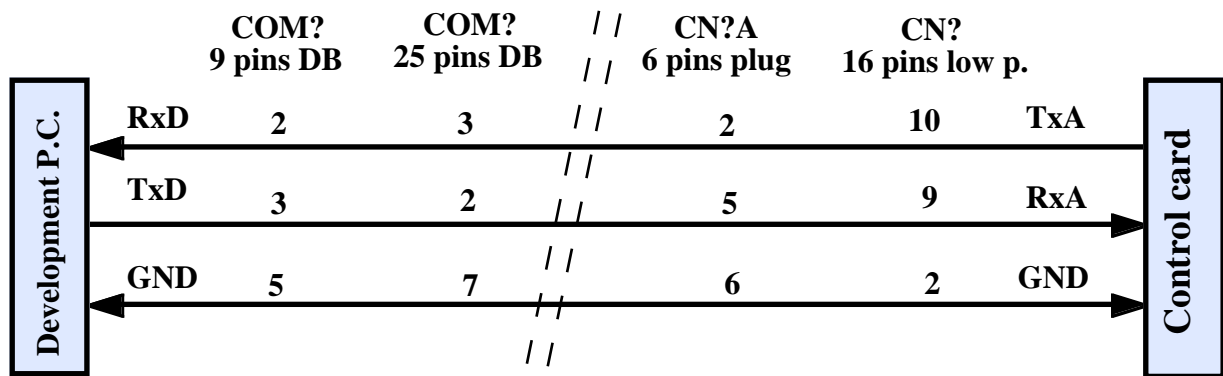 COM? COM? CN?A CN?
9 pins DB 25 pins DB 6 pins plug 16 pins low p.
Development P.C.
RxD 2 3 2 10 TxA
TxD 3 2 5 9 RxA
GND 5 7 6 2 GND
Control card